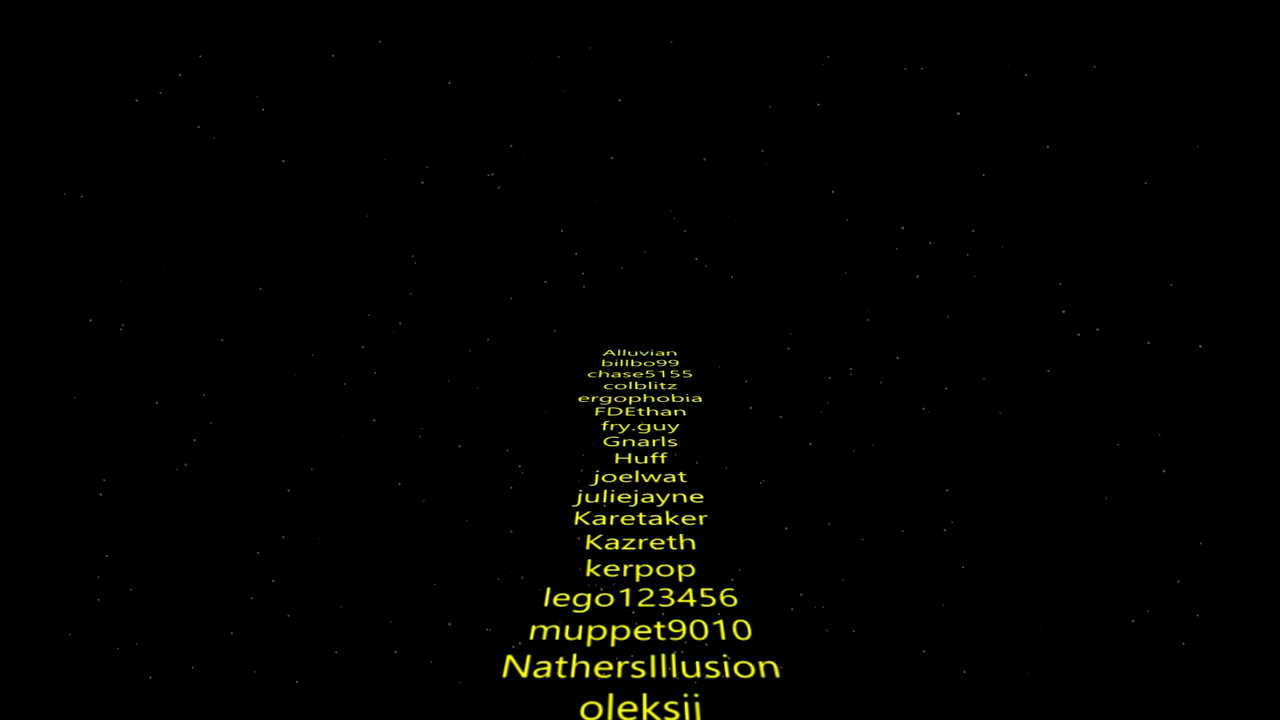 Alluvian
billbo99
chase5155
colblitz
ergophobia
FDEthan
fry.guy
Gnarls
Huff
joelwat
juliejayne
Karetaker
Kazreth
kerpop
lego123456
muppet9010
NathersIllusion
oleksii